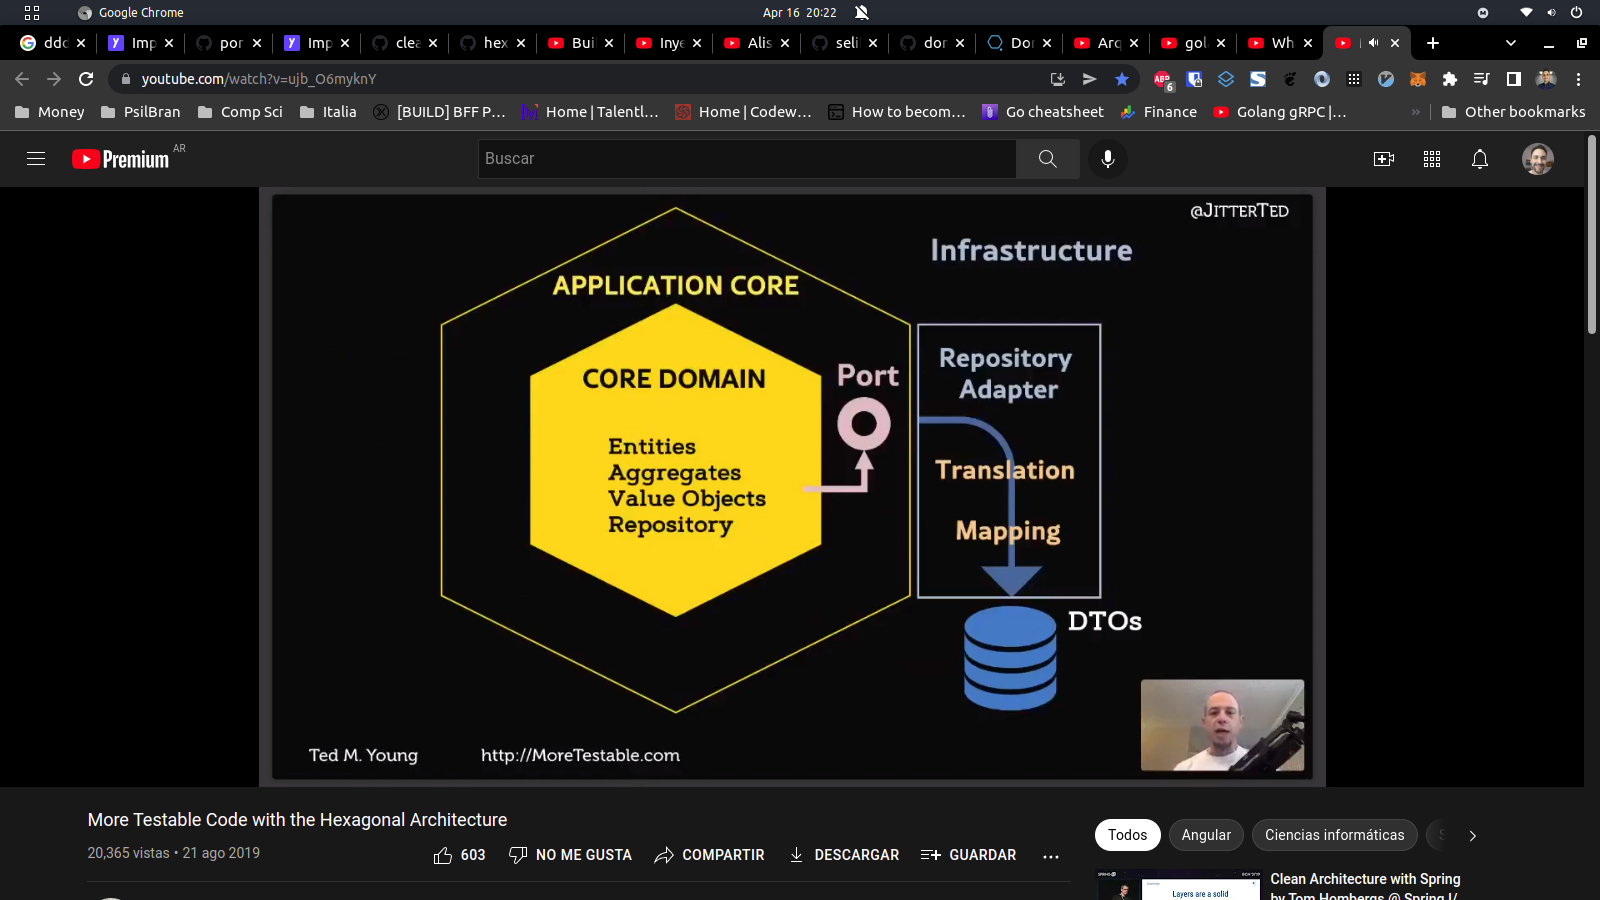 Google Chrome
Apr 16 20:22
ddd
Imp
por
Imp
clea
hex
Buil
Inye
Alis
seli
dor
Dor
Arq
gola
Wh
youtube.com/watch?v=ujb_O6myknY
6
Money
PsilBran
Comp Sci
Italia
[BUILD] BFF P...
Home | Talentl...
Home | Codew...
How to becom...
Go cheatsheet
Finance
Golang gRPC |...
»
Other bookmarks
Premium AR
Buscar
@JITTERTED
Infrastructure
APPLICATION CORE
CORE DOMAIN
Entities
Aggregates
Value Objects
Repository
Port
Repository
Adapter
Translation
Mapping
DTOs
Ted M. Young
http://MoreTestable.com
More Testable Code with the Hexagonal Architecture
20,365 vistas • 21 ago 2019
603
NO ME GUSTA
COMPARTIR
DESCARGAR
GUARDAR
Todos
Angular
Ciencias informáticas
Layers are a solid
Clean Architecture with Spring
by Tom Hombergs @ Spring I/